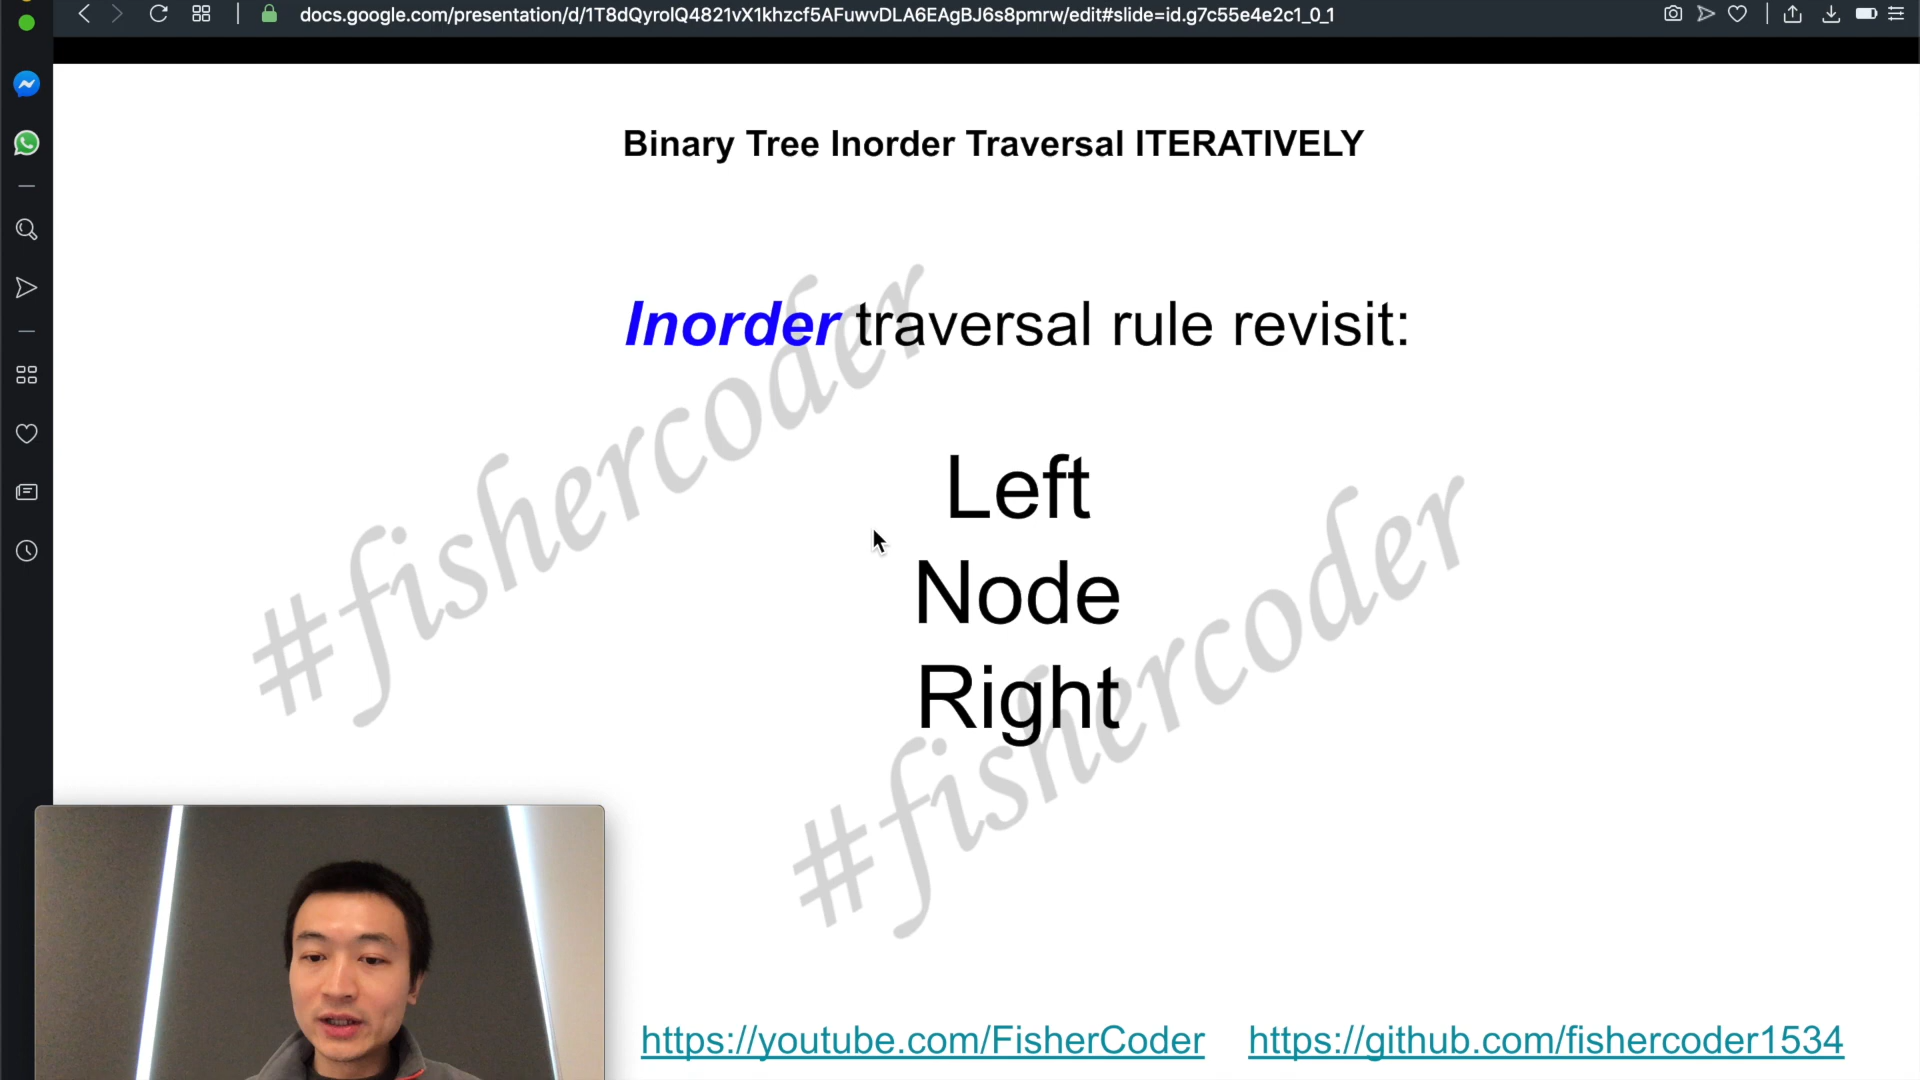 docs.google.com/presentation/d/1T8dQyrolQ4821vX1khzcf5AFuwvDLA6EAgBJ6s8pmrw/edit#slide=id.g7c55e4e2c1_0_1
Binary Tree Inorder Traversal ITERATIVELY
Inorder traversal rule revisit:
#fishercoder
Left
Node
Right
#fishercoder
https://youtube.com/FisherCoder https://github.com/fishercoder1534